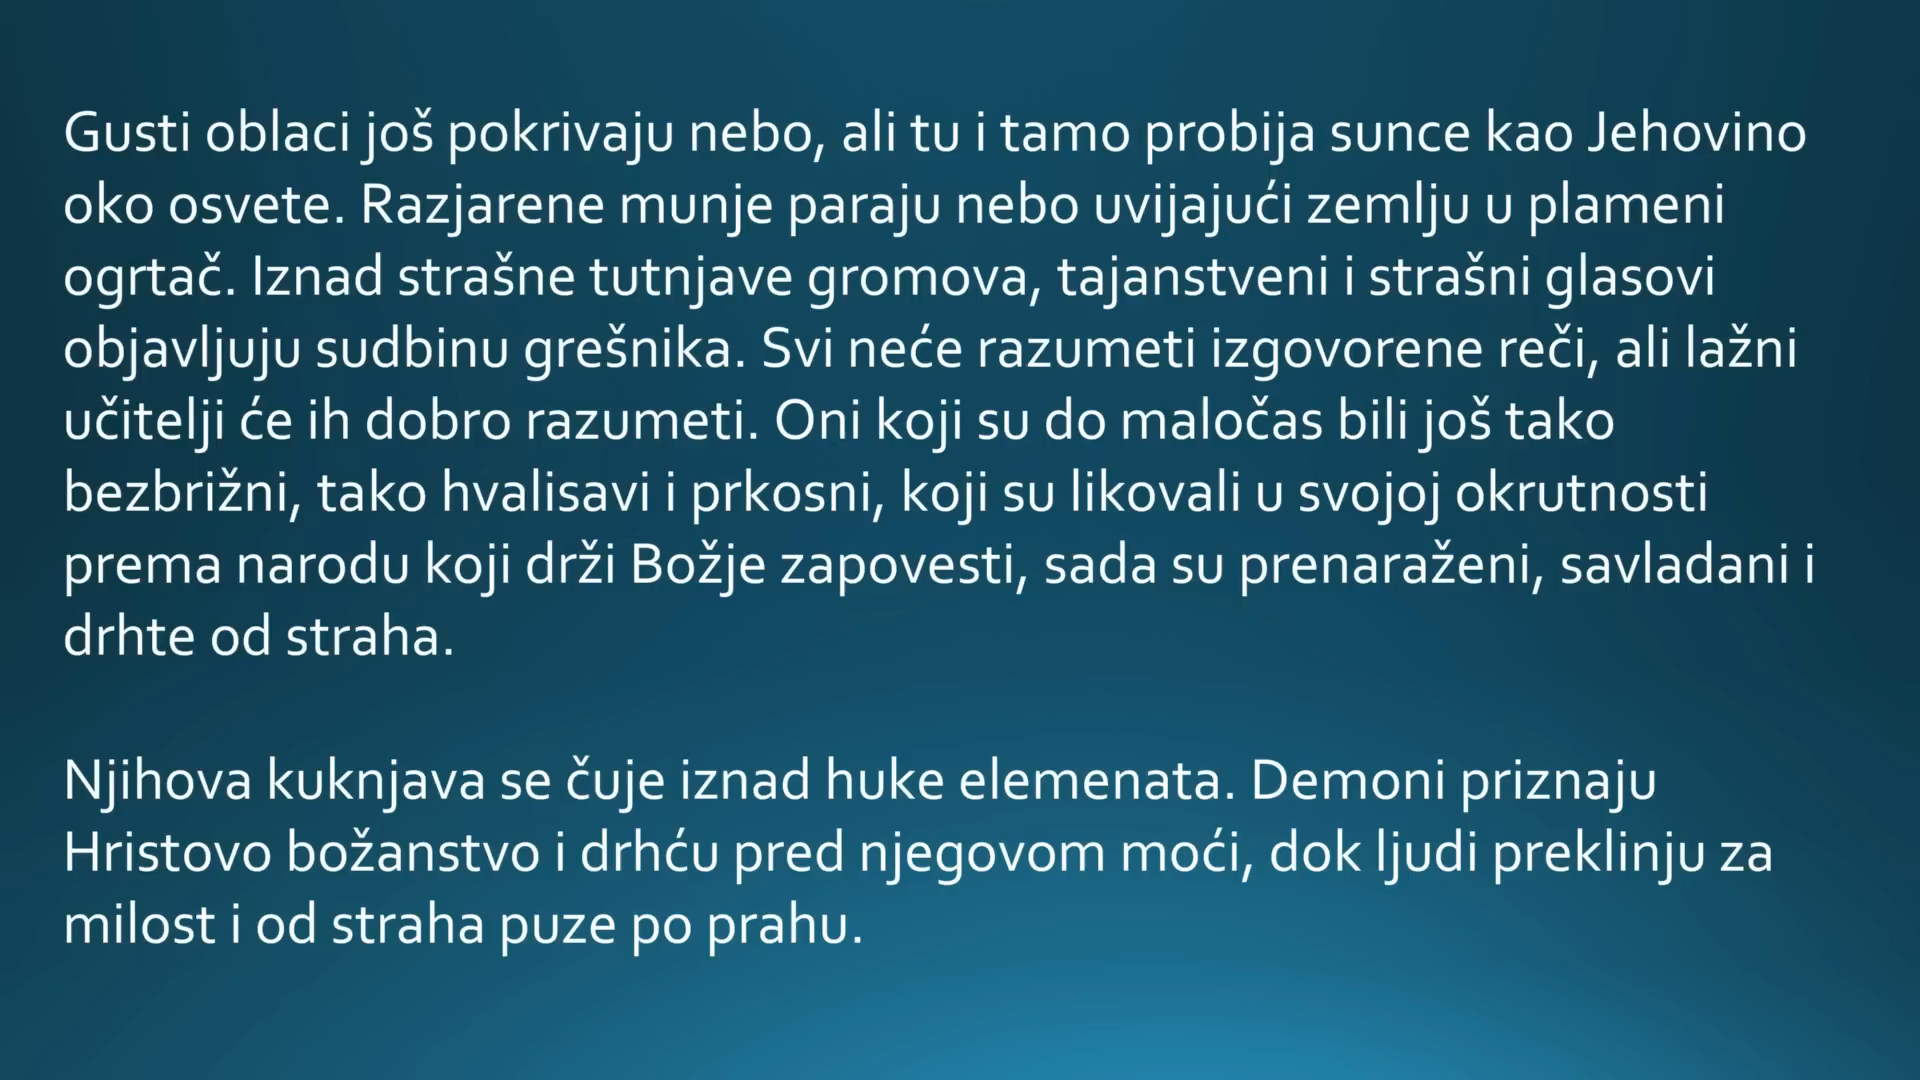 Gusti oblaci još pokrivaju nebo, ali tu i tamo probija sunce kao Jehovino
oko osvete. Razjarene munje paraju nebo uvijajući zemlju u plameni
ogrtač. Iznad strašne tutnjave gromova, tajanstveni i strašni glasovi
objavljuju sudbinu grešnika. Svi neće razumeti izgovorene reči, ali lažni
učitelji će ih dobro razumeti. Oni koji su do maločas bili još tako
bezbrižni, tako hvalisavi i prkosni, koji su likovali u svojoj okrutnosti
prema narodu koji drži Božje zapovesti, sada su prenaraženi, savladani i
drhte od straha.
Njihova kuknjava se čuje iznad huke elemenata. Demoni priznaju
Hristovo božanstvo i drhću pred njegovom moći, dok ljudi preklinju za
milost i od straha puze po prahu.